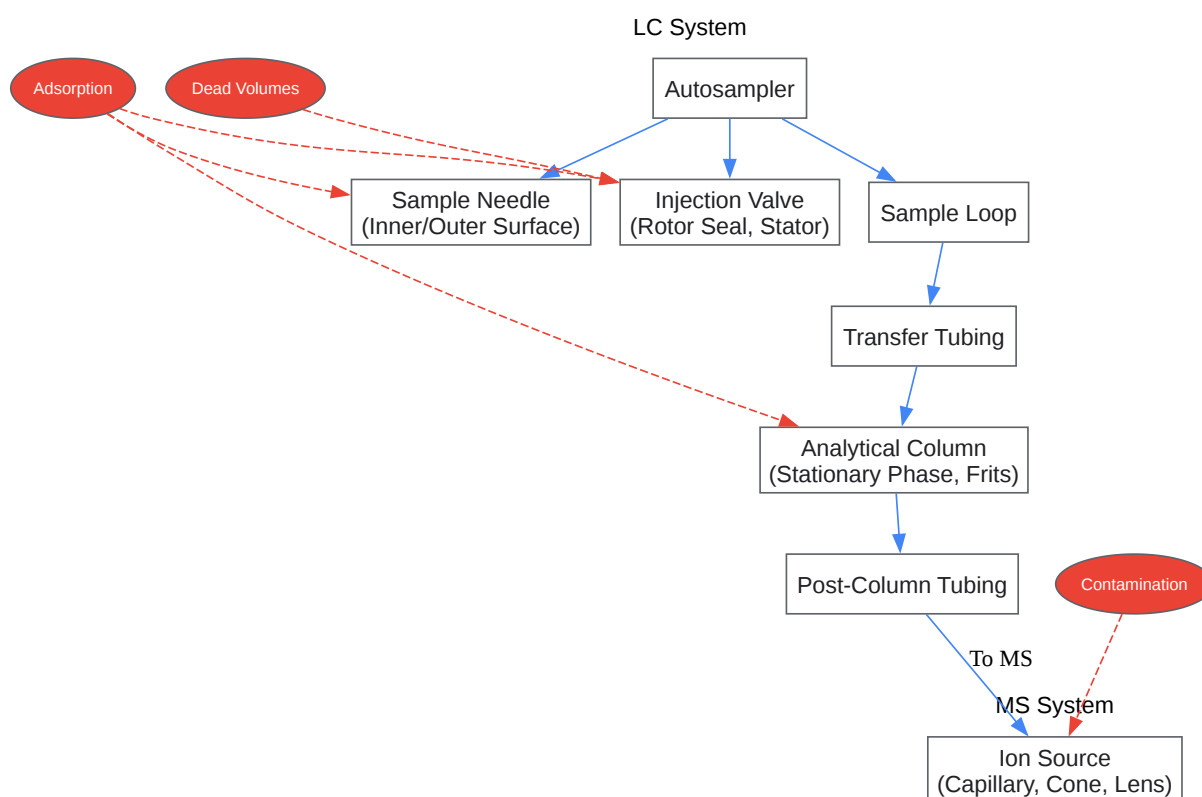 LC System
Adsorption
Dead Volumes
Autosampler
Sample Needle
(Inner/Outer Surface)
Injection Valve
(Rotor Seal, Stator)
Sample Loop
Transfer Tubing
Analytical Column
(Stationary Phase, Frits)
Post-Column Tubing
Contamination
To MS
MS System
Ion Source
(Capillary, Cone, Lens)